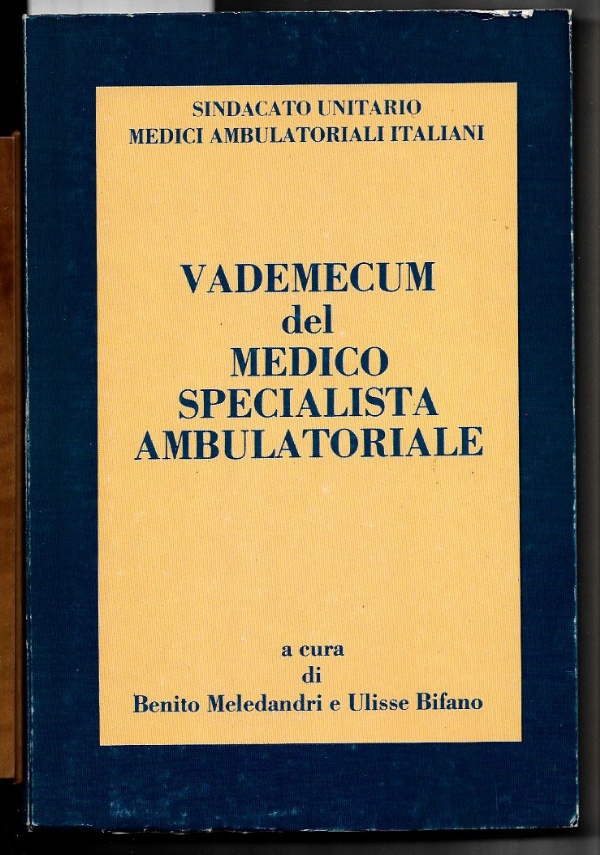 SINDACATO UNITARIO
MEDICI AMBULATORIALI ITALIANI
VADEMECUM
del
MEDICO
SPECIALISTA
AMBULATORIALE
a cura
di
Benito Meledandri e Ulisse Bifano